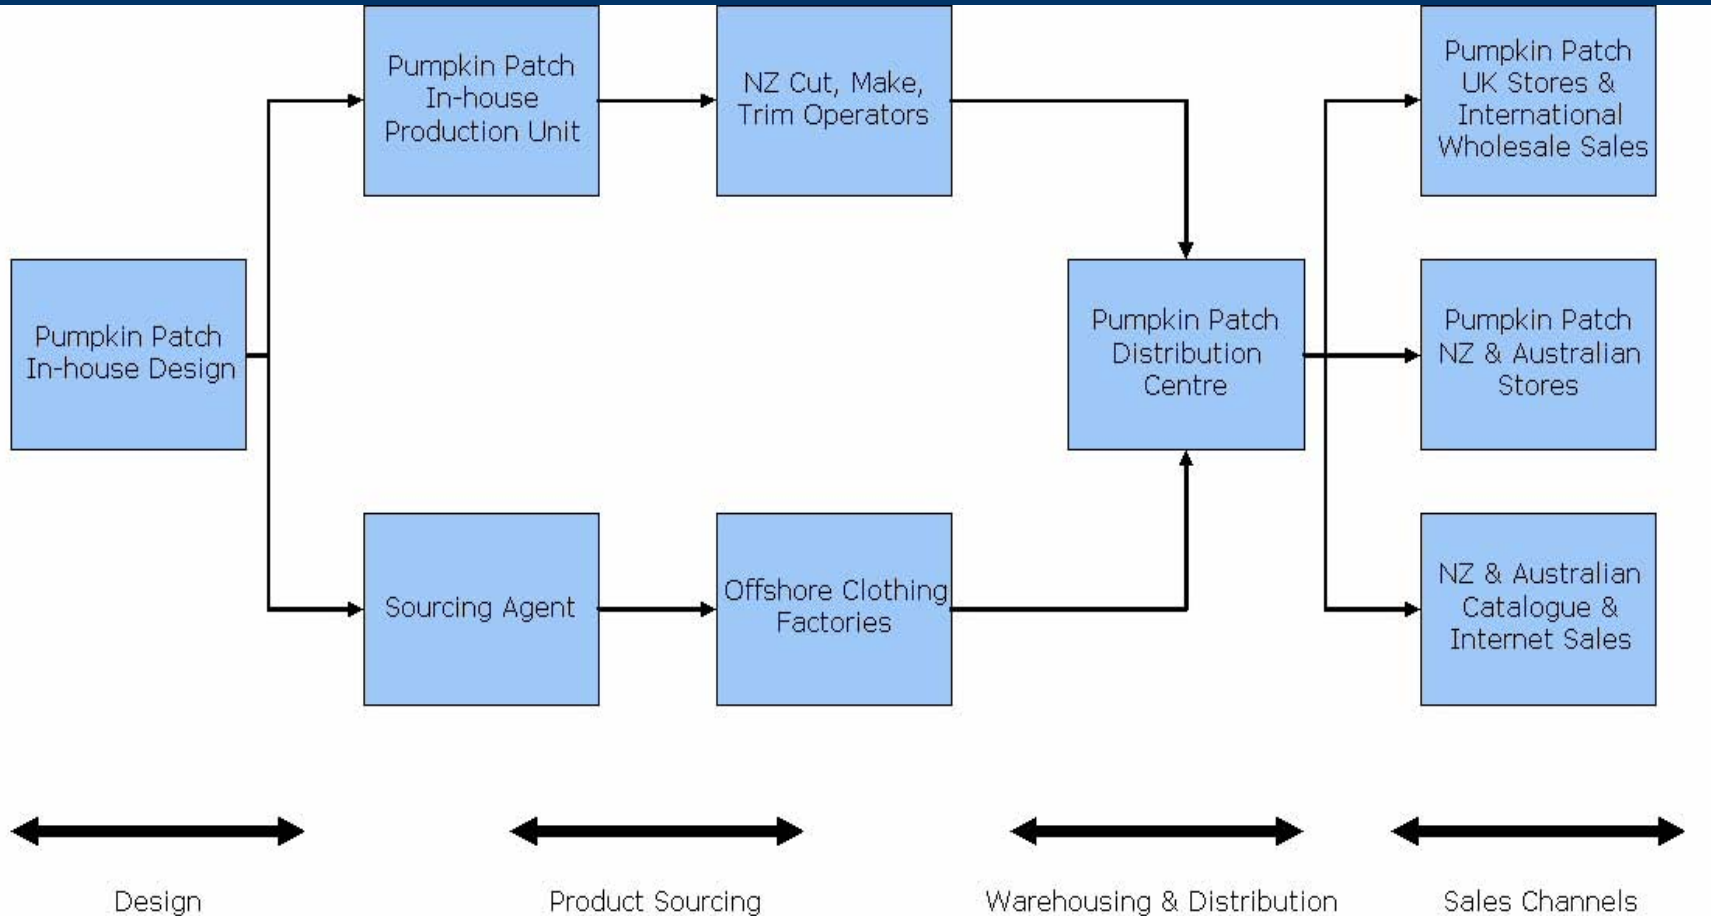 Pumpkin Patch
In-house
Production Unit
NZ Cut, Make,
Trim Operators
Pumpkin Patch
UK Stores &
International
Wholesale Sales
Pumpkin Patch
In-house Design
Pumpkin Patch
Distribution
Centre
Pumpkin Patch
NZ & Australian
Stores
Sourcing Agent
Offshore Clothing
Factories
NZ & Australian
Catalogue &
Internet Sales
Design
Product Sourcing
Warehousing & Distribution
Sales Channels